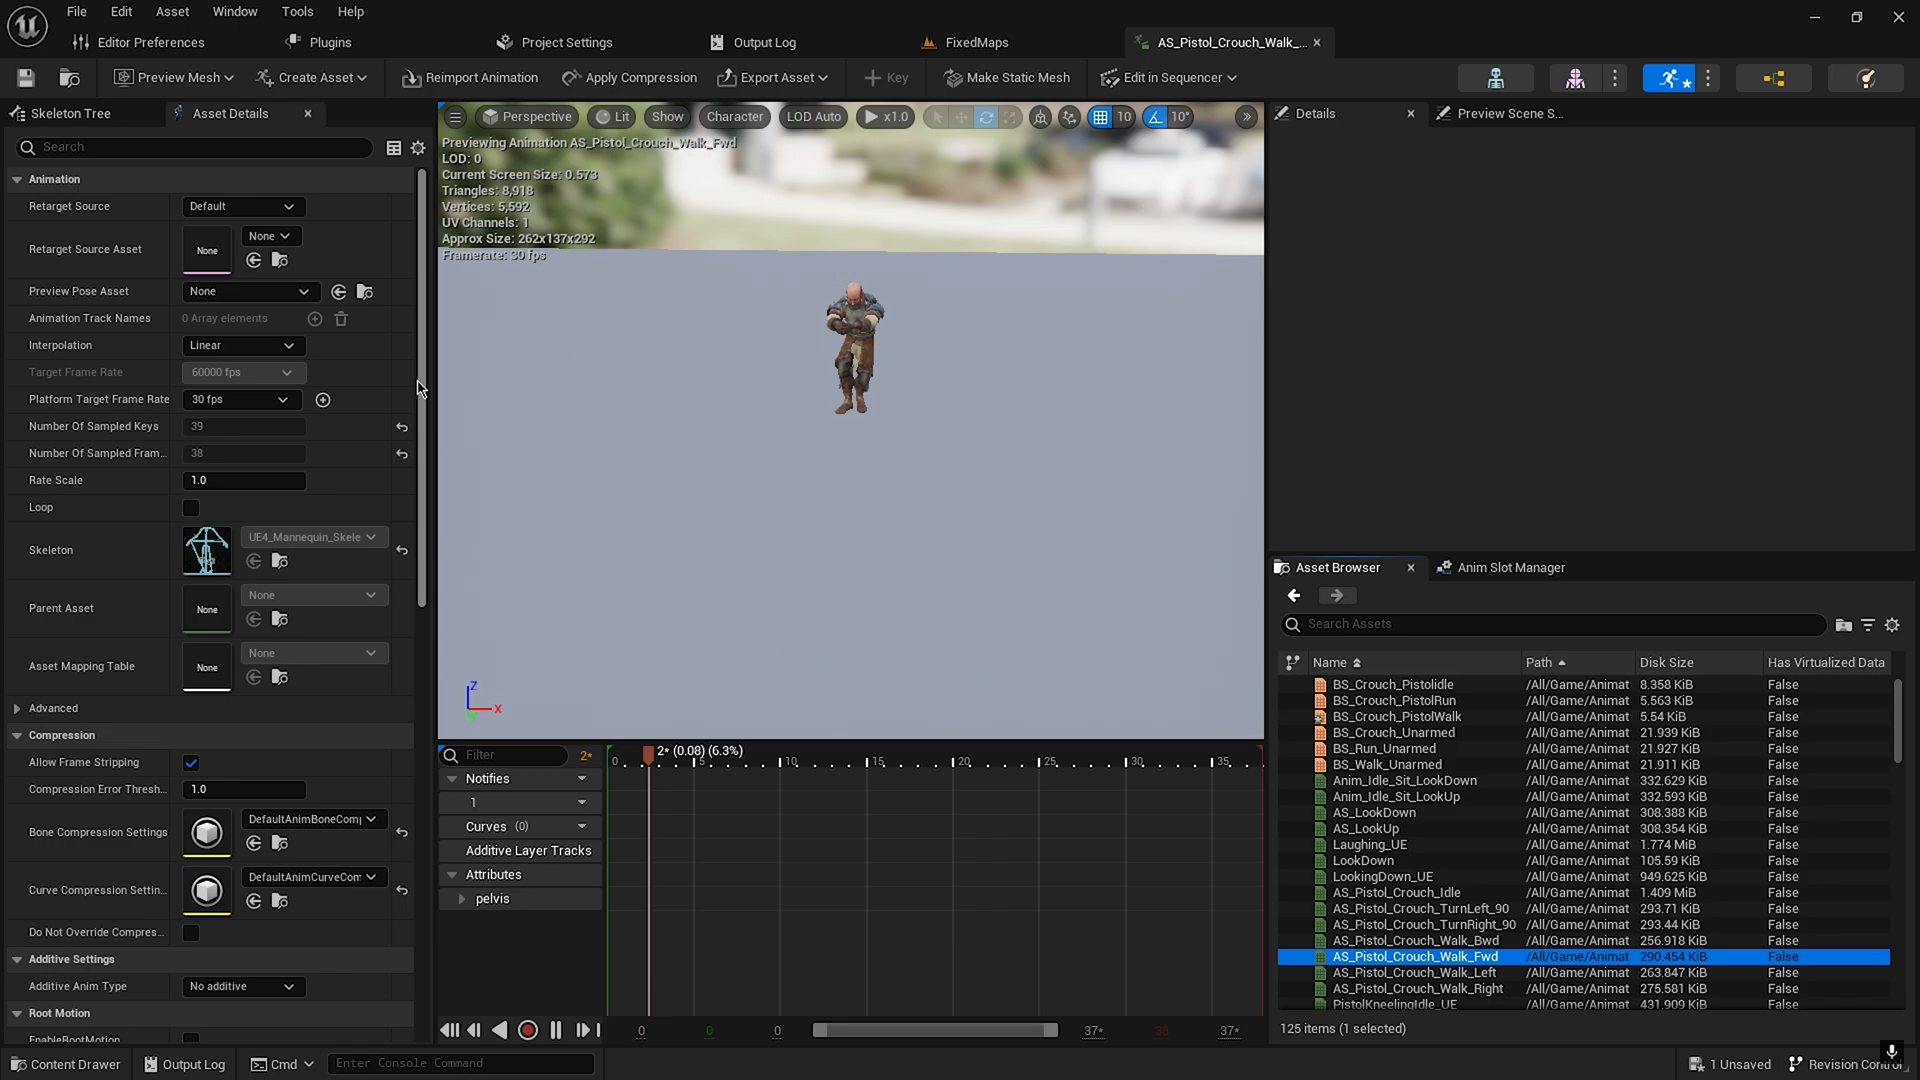 File Edit Asset Window Tools Help
Editor Preferences Plugins Project Settings Output Log FixedMaps AS_Pistol_Crouch_Walk_...
Preview Mesh Create Asset Reimport Animation Apply Compression Export Asset Key Make Static Mesh Edit in Sequencer
Skeleton Tree Asset Details
Search
Animation
Retarget Source Default
Retarget Source Asset None None
Preview Pose Asset None
Animation Track Names 0 Array elements
Interpolation Linear
Target Frame Rate 60000 fps
Platform Target Frame Rate 30 fps
Number Of Sampled Keys 39
Number Of Sampled Fram... 38
Rate Scale 1.0
Loop
Skeleton UE4_Mannequin_Skele
Parent Asset None None
Asset Mapping Table None None
Advanced
Compression
Allow Frame Stripping
Compression Error Thresh... 1.0
Bone Compression Settings DefaultAnimBoneComp
Curve Compression Settin... DefaultAnimCurveCom
Do Not Override Compres...
Additive Settings
Additive Anim Type No additive
Root Motion
EnableRootMotion
Perspective Lit Show Character LOD Auto x1.0 10 10°
Previewing Animation AS_Pistol_Crouch_Walk_Fwd
LOD: 0
Current Screen Size: 0.573
Triangles: 8,918
Vertices: 5,592
UV Channels: 1
Approx Size: 262x137x292
Framerate: 30 fps
Z
X
Y
Filter 2* 2* (0.08) (6.3%)
0 5 10 15 20 25 30 35
Notifies
1
Curves (0)
Additive Layer Tracks
Attributes
pelvis
0 0 0 37* 38 37*
Details Preview Scene S...
Asset Browser Anim Slot Manager
Search Assets
Name Path Disk Size Has Virtualized Data
BS_Crouch_Pistolidle /All/Game/Animat 8.358 KiB False
BS_Crouch_PistolRun /All/Game/Animat 5.563 KiB False
BS_Crouch_PistolWalk /All/Game/Animat 5.54 KiB False
BS_Crouch_Unarmed /All/Game/Animat 21.939 KiB False
BS_Run_Unarmed /All/Game/Animat 21.927 KiB False
BS_Walk_Unarmed /All/Game/Animat 21.911 KiB False
Anim_Idle_Sit_LookDown /All/Game/Animat 332.629 KiB False
Anim_Idle_Sit_LookUp /All/Game/Animat 332.593 KiB False
AS_LookDown /All/Game/Animat 308.388 KiB False
AS_LookUp /All/Game/Animat 308.354 KiB False
Laughing_UE /All/Game/Animat 1.774 MiB False
LookDown /All/Game/Animat 105.59 KiB False
LookingDown_UE /All/Game/Animat 949.625 KiB False
AS_Pistol_Crouch_Idle /All/Game/Animat 1.409 MiB False
AS_Pistol_Crouch_TurnLeft_90 /All/Game/Animat 293.71 KiB False
AS_Pistol_Crouch_TurnRight_90 /All/Game/Animat 293.44 KiB False
AS_Pistol_Crouch_Walk_Bwd /All/Game/Animat 256.918 KiB False
AS_Pistol_Crouch_Walk_Fwd /All/Game/Animat 290.454 KiB False
AS_Pistol_Crouch_Walk_Left /All/Game/Animat 263.847 KiB False
AS_Pistol_Crouch_Walk_Right /All/Game/Animat 275.581 KiB False
PistolKneelingIdle_UE /All/Game/Animat 431.909 KiB False
125 items (1 selected)
Content Drawer Output Log Cmd Enter Console Command 1 Unsaved Revision Control